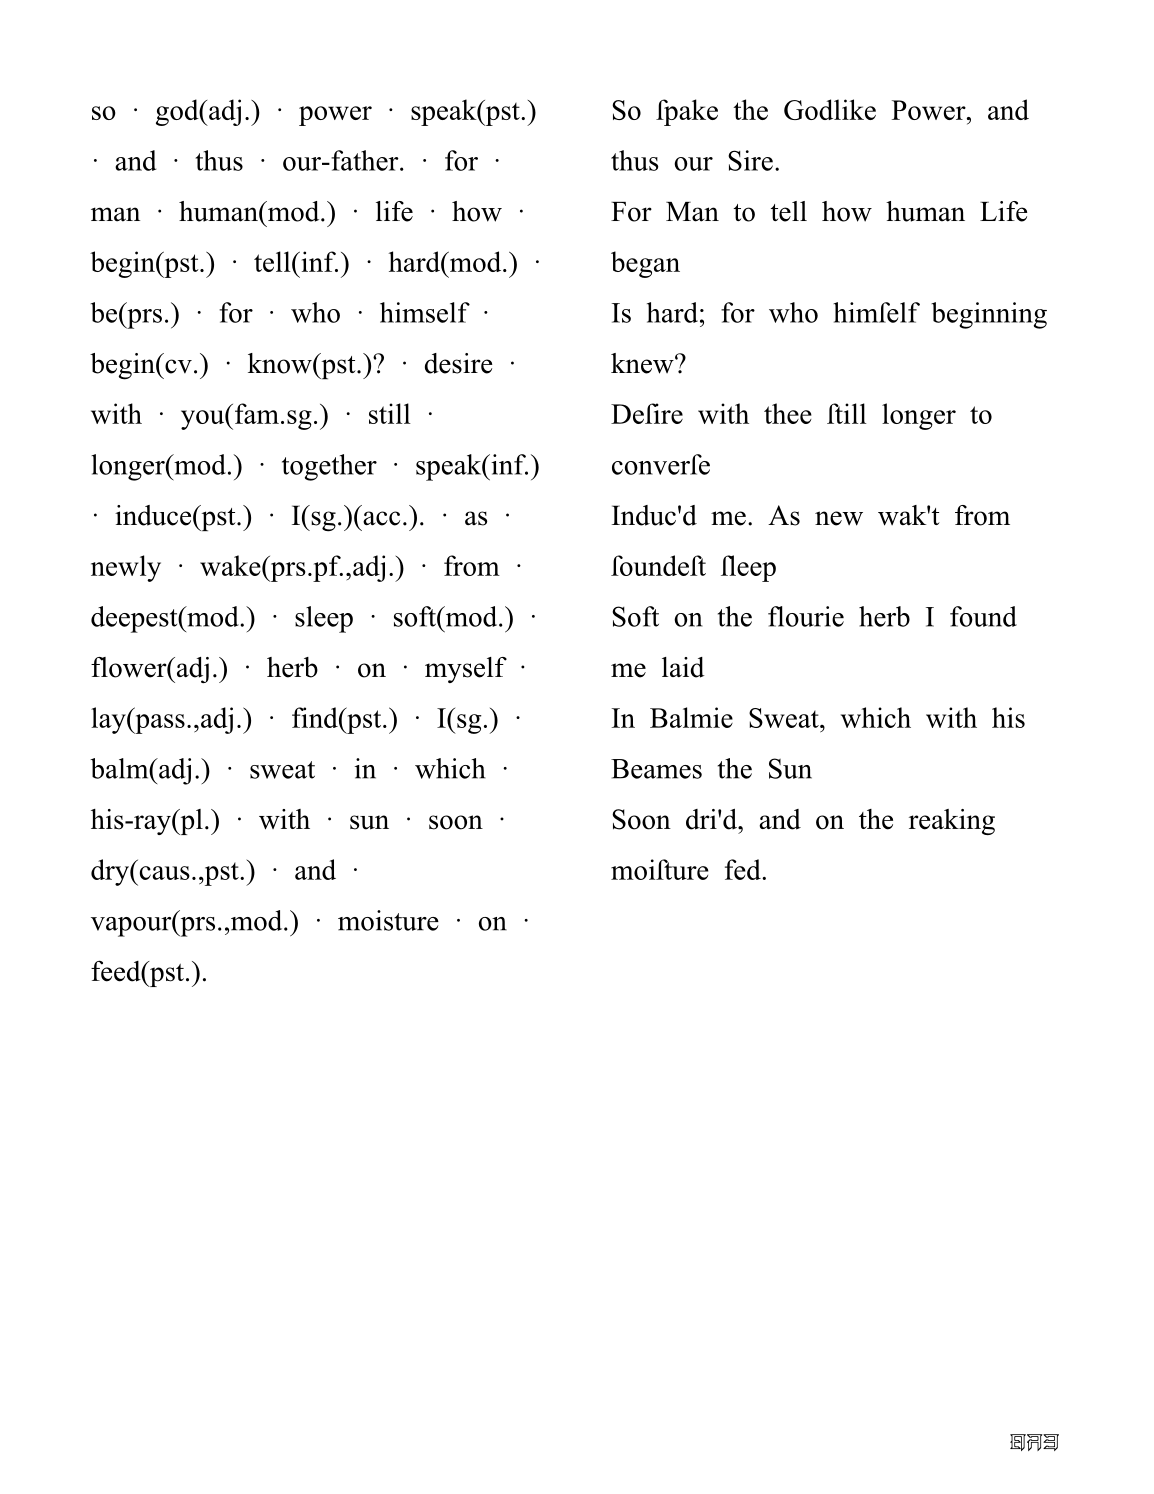 so · god(adj.) · power · speak(pst.)
· and · thus · our-father. · for ·
man · human(mod.) · life · how ·
begin(pst.) · tell(inf.) · hard(mod.) ·
be(prs.) · for · who · himself ·
begin(cv.) · know(pst.)? · desire ·
with · you(fam.sg.) · still ·
longer(mod.) · together · speak(inf.)
· induce(pst.) · I(sg.)(acc.). · as ·
newly · wake(prs.pf.,adj.) · from ·
deepest(mod.) · sleep · soft(mod.) ·
flower(adj.) · herb · on · myself ·
lay(pass.,adj.) · find(pst.) · I(sg.) ·
balm(adj.) · sweat · in · which ·
his-ray(pl.) · with · sun · soon ·
dry(caus.,pst.) · and ·
vapour(prs.,mod.) · moisture · on ·
feed(pst.).
So ſpake the Godlike Power, and
thus our Sire.
For Man to tell how human Life
began
Is hard; for who himſelf beginning
knew?
Deſire with thee ſtill longer to
converſe
Induc'd me. As new wak't from
ſoundeſt ſleep
Soft on the flourie herb I found
me laid
In Balmie Sweat, which with his
Beames the Sun
Soon dri'd, and on the reaking
moiſture fed.